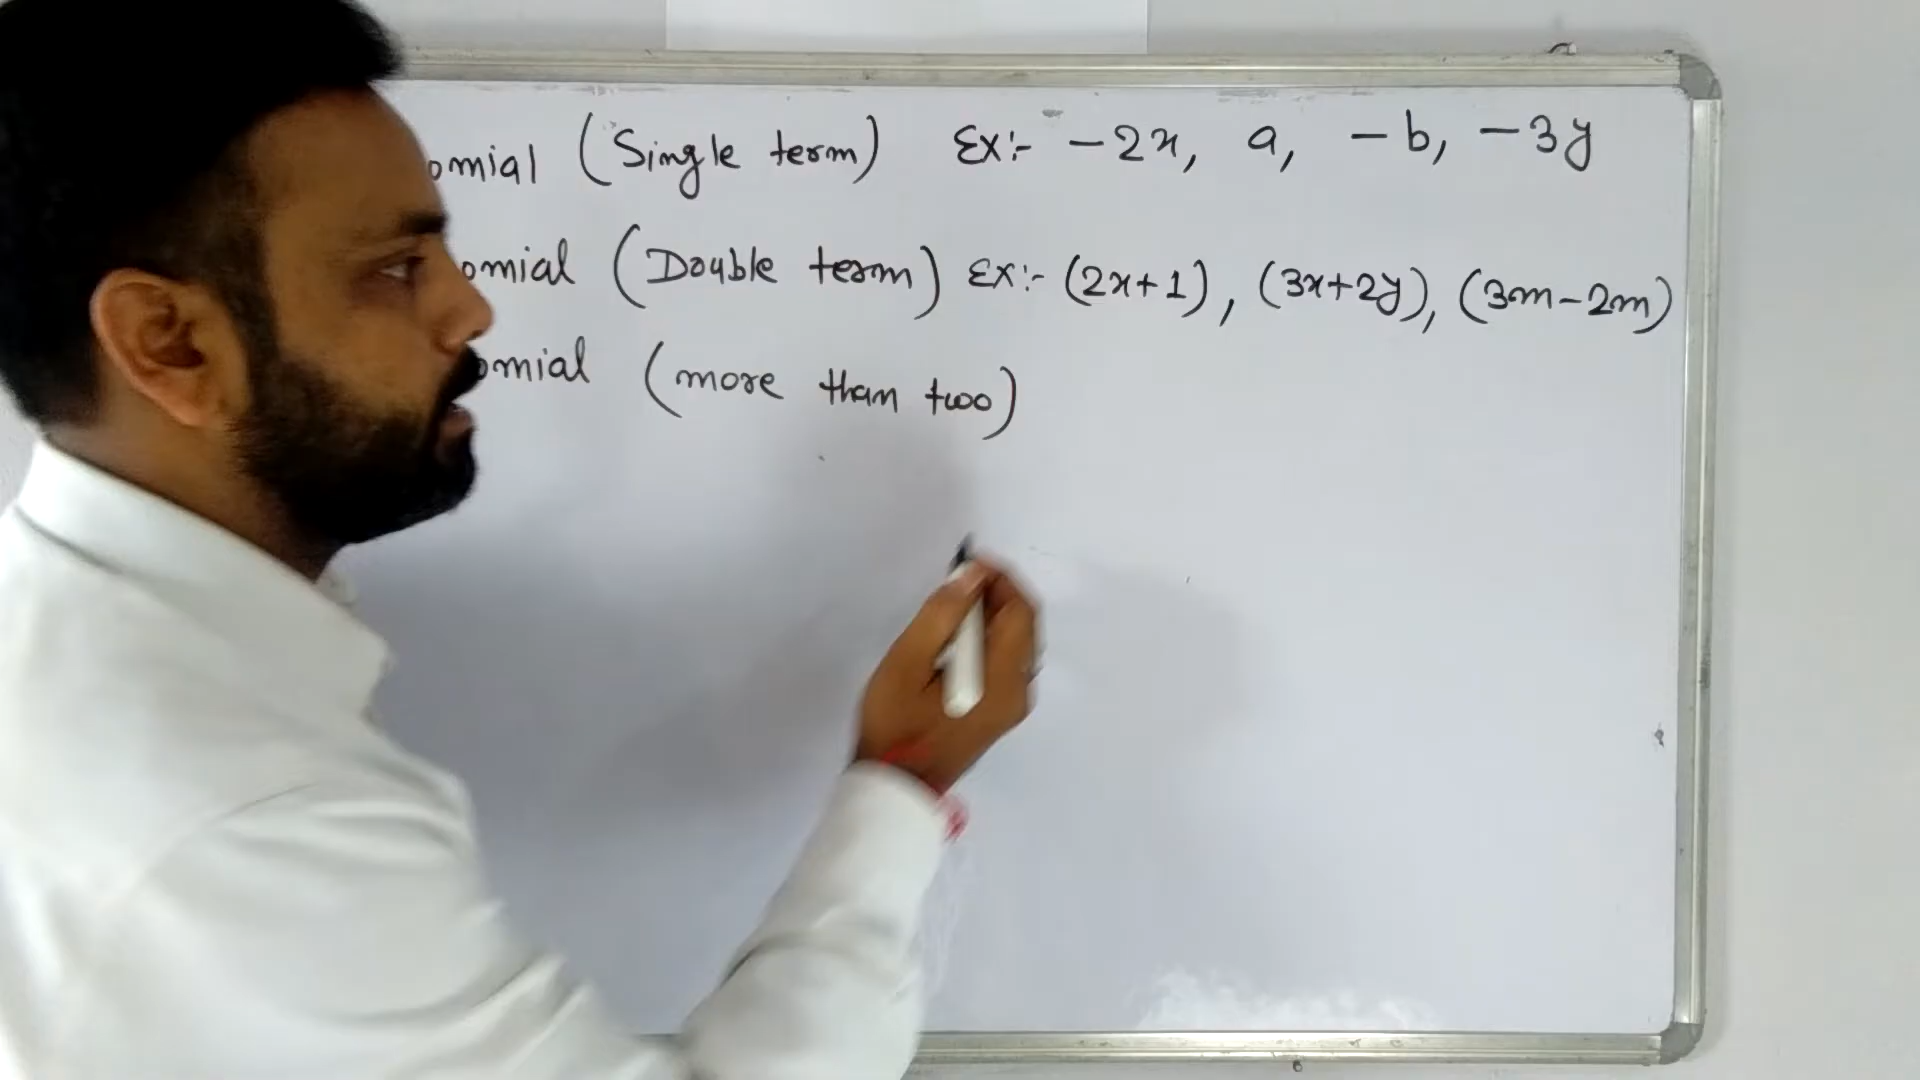 omial (Single term) Ex:- -2x, a, -b, -3y
omial (Double term) Ex:- (2x+1), (3x+2y), (3m-2m)
omial (more than two)